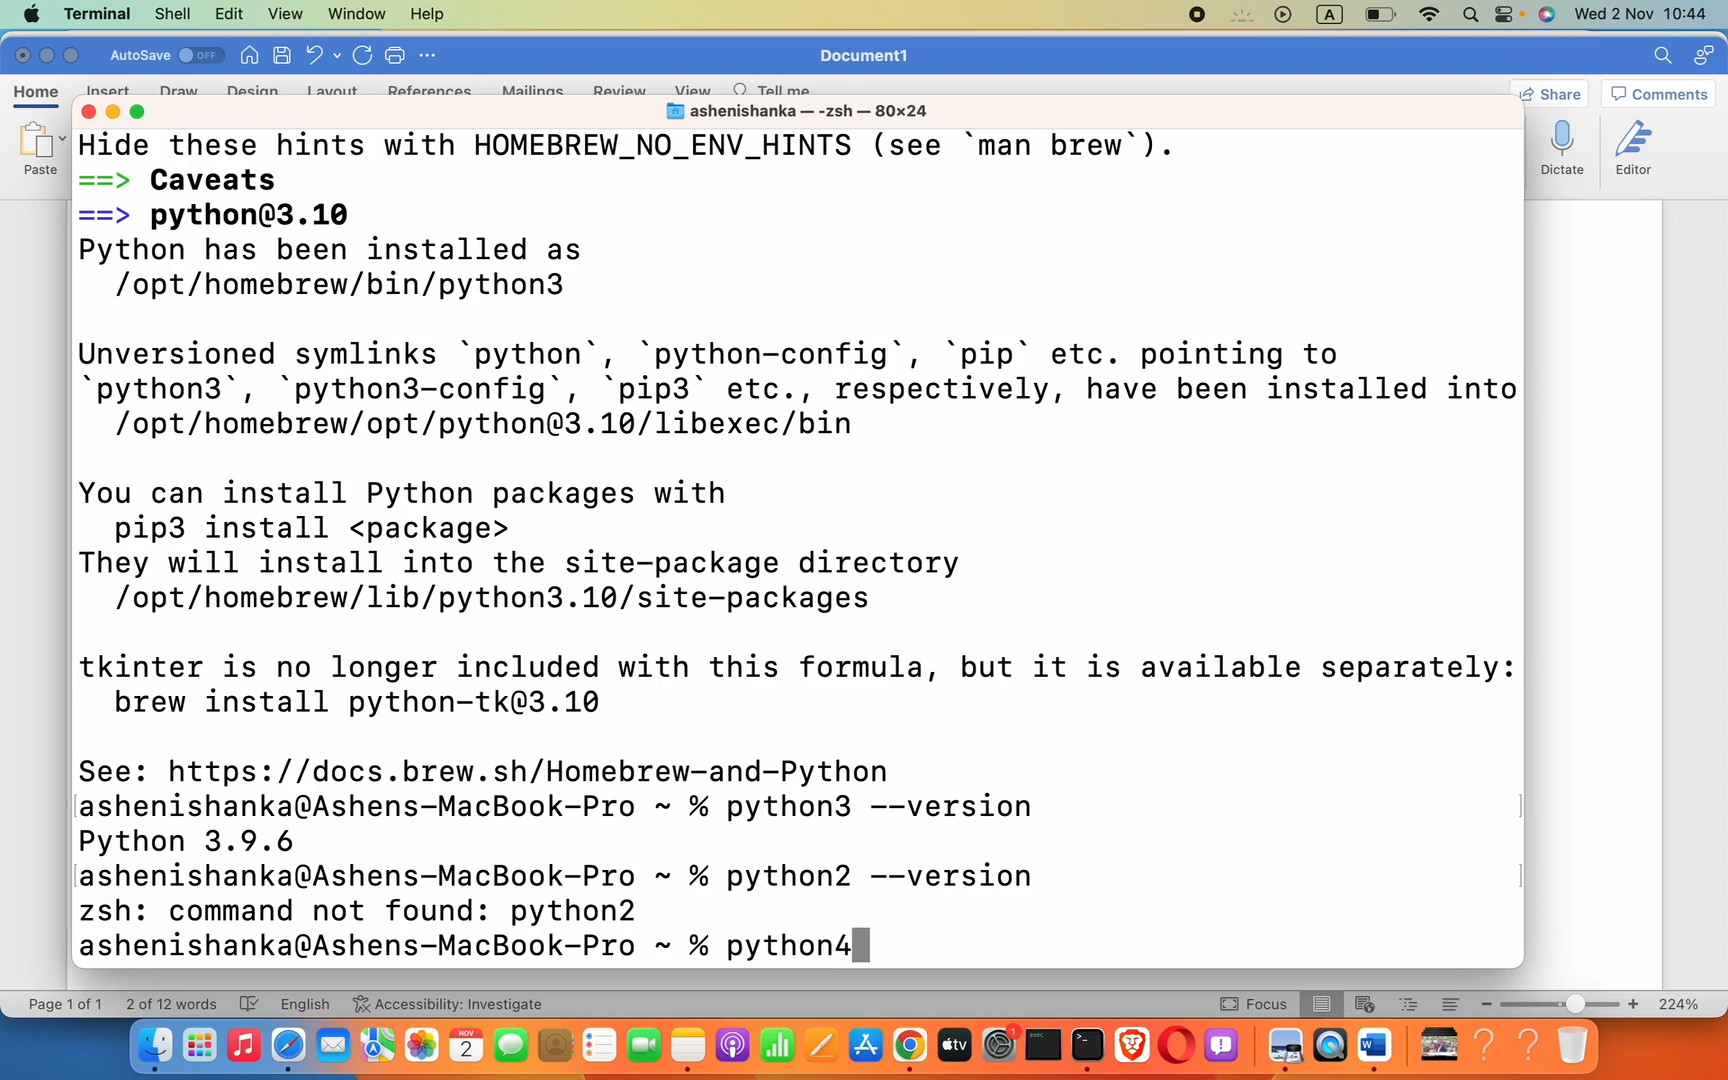 Terminal Shell Edit View Window Help
A
Wed 2 Nov 10:44
AutoSave OFF
Document1
Home Insert Draw Design Layout References Mailings Review View Tell me
Share Comments
Paste
Dictate
Editor
ashenishanka — -zsh — 80×24
Hide these hints with HOMEBREW_NO_ENV_HINTS (see `man brew`).
==> Caveats
==> python@3.10
Python has been installed as
/opt/homebrew/bin/python3
Unversioned symlinks `python`, `python-config`, `pip` etc. pointing to
`python3`, `python3-config`, `pip3` etc., respectively, have been installed into
/opt/homebrew/opt/python@3.10/libexec/bin
You can install Python packages with
pip3 install <package>
They will install into the site-package directory
/opt/homebrew/lib/python3.10/site-packages
tkinter is no longer included with this formula, but it is available separately:
brew install python-tk@3.10
See: https://docs.brew.sh/Homebrew-and-Python
[ashenishanka@Ashens-MacBook-Pro ~ % python3 --version ]
Python 3.9.6
[ashenishanka@Ashens-MacBook-Pro ~ % python2 --version ]
zsh: command not found: python2
ashenishanka@Ashens-MacBook-Pro ~ % python4
Page 1 of 1 2 of 12 words English Accessibility: Investigate
Focus
224%
NOV
2
tv
1
exec
>_
W